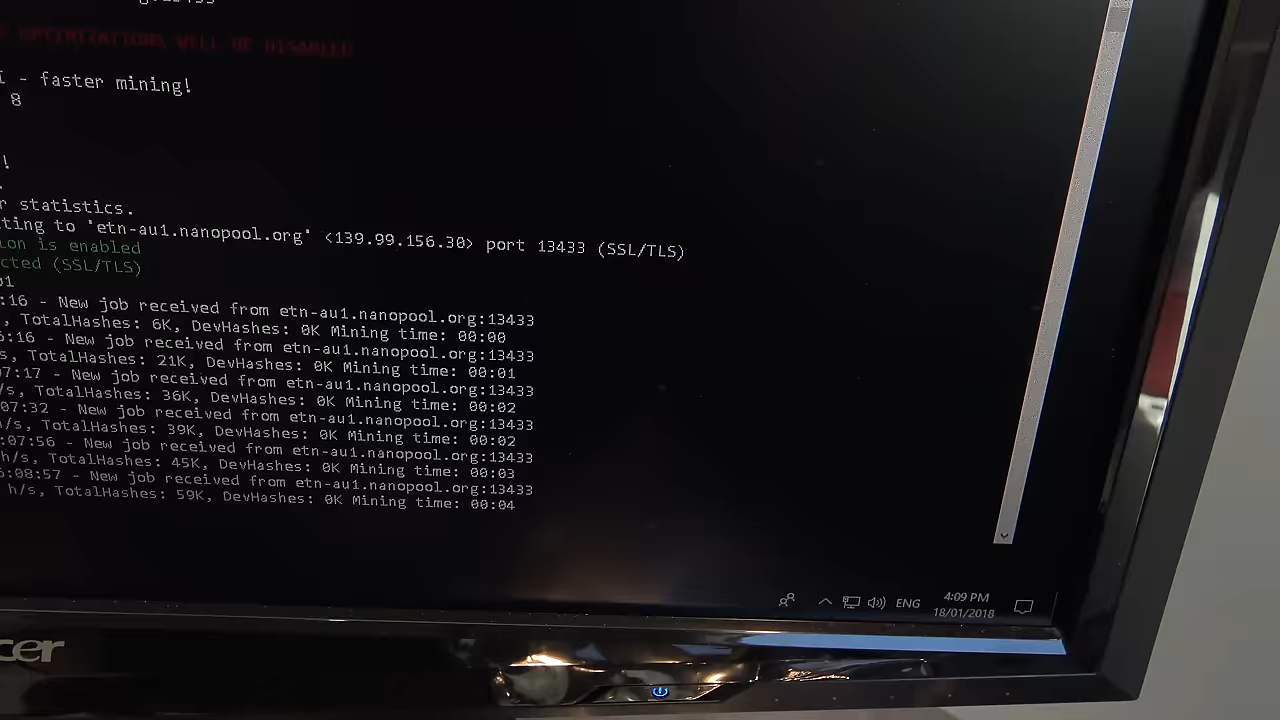 OPTIMIZATIONS WILL BE DISABLED
- faster mining!
8
!
statistics.
ting to 'etn-au1.nanopool.org' <139.99.156.30> port 13433 (SSL/TLS)
ion is enabled
cted (SSL/TLS)
:16 - New job received from etn-au1.nanopool.org:13433
, TotalHashes: 6K, DevHashes: 0K Mining time: 00:00
6:16 - New job received from etn-au1.nanopool.org:13433
s, TotalHashes: 21K, DevHashes: 0K Mining time: 00:01
07:17 - New job received from etn-au1.nanopool.org:13433
/s, TotalHashes: 36K, DevHashes: 0K Mining time: 00:02
:07:32 - New job received from etn-au1.nanopool.org:13433
h/s, TotalHashes: 39K, DevHashes: 0K Mining time: 00:02
:07:56 - New job received from etn-au1.nanopool.org:13433
h/s, TotalHashes: 45K, DevHashes: 0K Mining time: 00:03
6:08:57 - New job received from etn-au1.nanopool.org:13433
h/s, TotalHashes: 59K, DevHashes: 0K Mining time: 00:04
ENG
4:09 PM
18/01/2018
cer